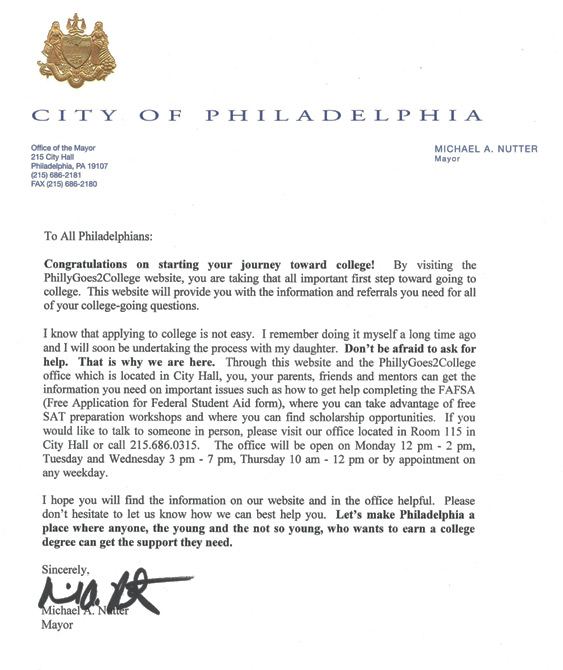 CITY OF PHILADELPHIA
Office of the Mayor
215 City Hall
Philadelphia, PA 19107
(215) 686-2181
FAX (215) 686-2180
MICHAEL A. NUTTER
Mayor
To All Philadelphians:
Congratulations on starting your journey toward college! By visiting the
PhillyGoes2College website, you are taking that all important first step toward going to
college. This website will provide you with the information and referrals you need for all
of your college-going questions.
I know that applying to college is not easy. I remember doing it myself a long time ago
and I will soon be undertaking the process with my daughter. Don't be afraid to ask for
help. That is why we are here. Through this website and the PhillyGoes2College
office which is located in City Hall, you, your parents, friends and mentors can get the
information you need on important issues such as how to get help completing the FAFSA
(Free Application for Federal Student Aid form), where you can take advantage of free
SAT preparation workshops and where you can find scholarship opportunities. If you
would like to talk to someone in person, please visit our office located in Room 115 in
City Hall or call 215.686.0315. The office will be open on Monday 12 pm - 2 pm,
Tuesday and Wednesday 3 pm - 7 pm, Thursday 10 am - 12 pm or by appointment on
any weekday.
I hope you will find the information on our website and in the office helpful. Please
don't hesitate to let us know how we can best help you. Let's make Philadelphia a
place where anyone, the young and the not so young, who wants to earn a college
degree can get the support they need.
Sincerely,
Michael A. Nutter
Mayor